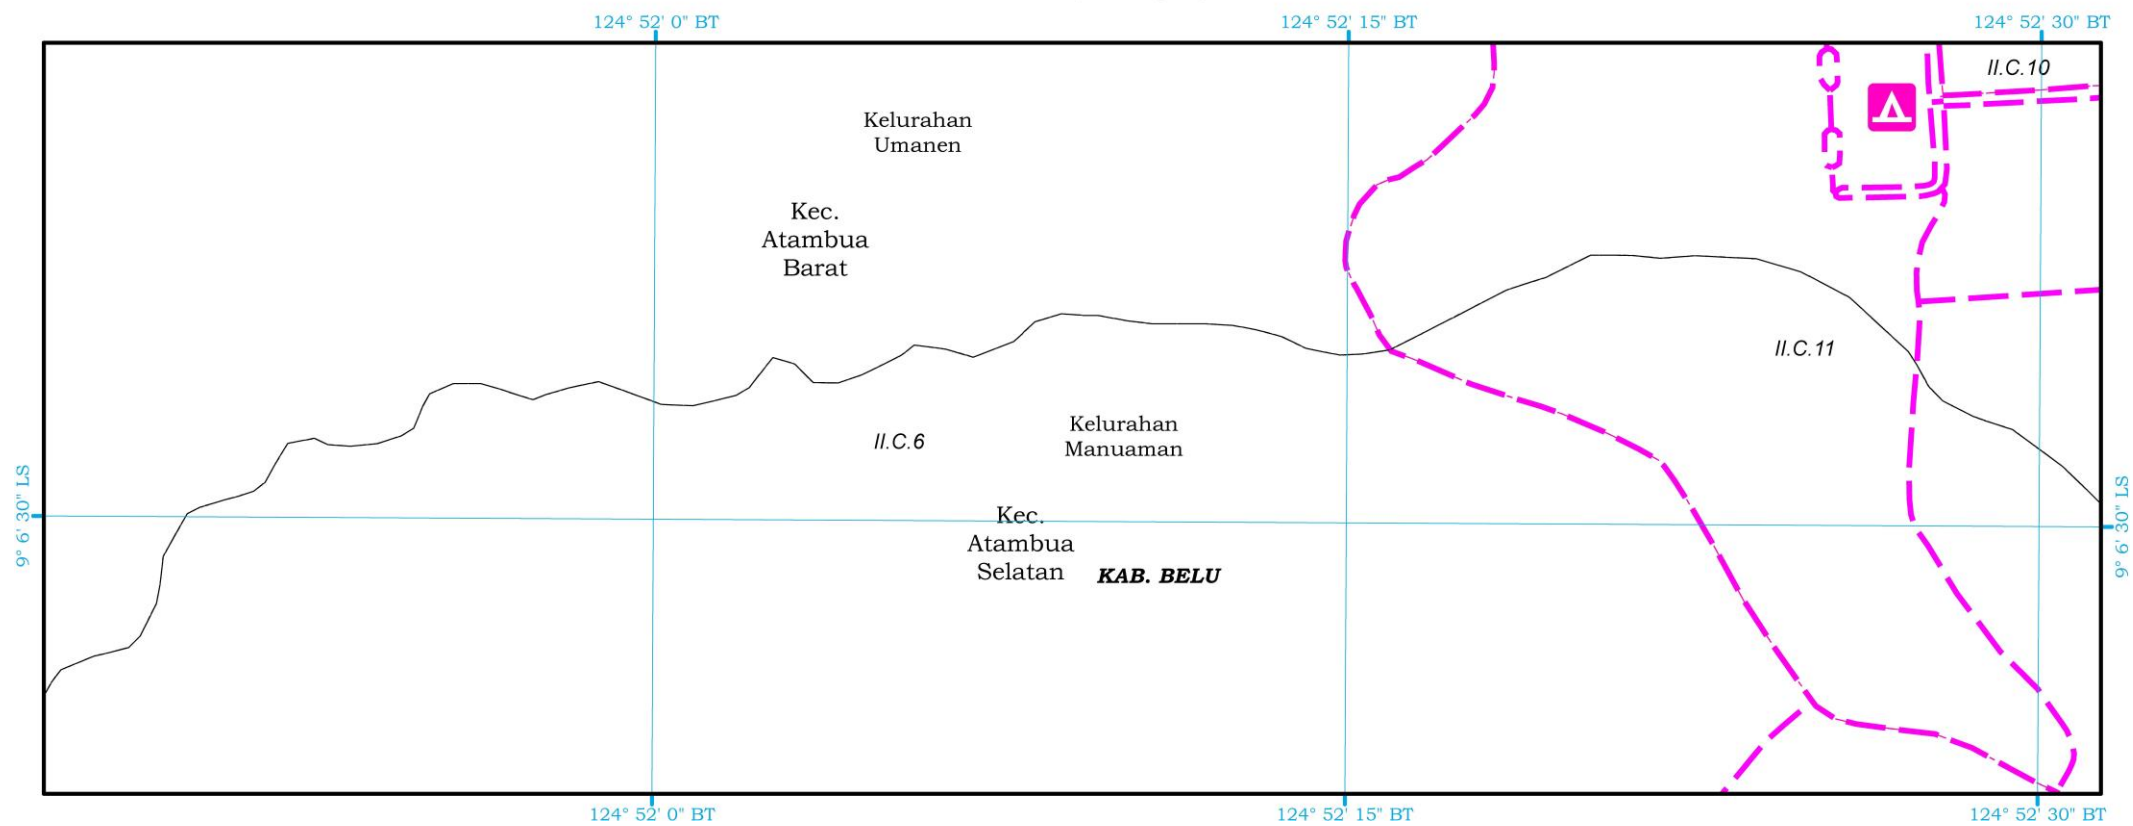 124° 52' 0" BT
124° 52' 15" BT
124° 52' 30" BT
II.C.10
Kelurahan
Umanen
Kec.
Atambua
Barat
II.C.11
Kelurahan
Manuaman
II.C.6
9° 6' 30" LS
9° 6' 30" LS
Kec.
Atambua
Selatan
KAB. BELU
124° 52' 0" BT
124° 52' 15" BT
124° 52' 30" BT